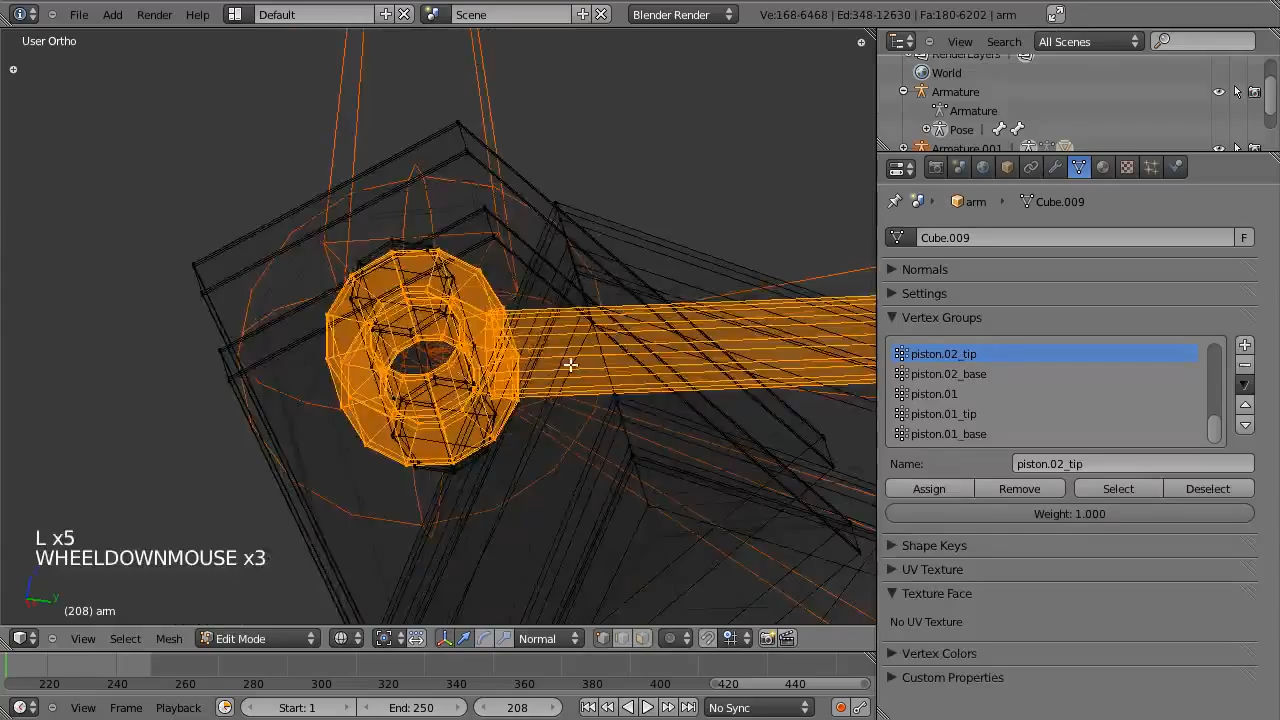 File Add Render Help Default Scene Blender Render Ve:168-6468 | Ed:348-12630 | Fa:180-6202 | arm
User Ortho
View Search All Scenes
RenderLayers
World
Armature
Armature
Pose
Armature.001
arm Cube.009
Cube.009 F
Normals
Settings
Vertex Groups
piston.02_tip
piston.02_base
piston.01
piston.01_tip
piston.01_base
Name: piston.02_tip
Assign Remove Select Deselect
Weight: 1.000
Shape Keys
UV Texture
Texture Face
No UV Texture
Vertex Colors
Custom Properties
L x5
WHEELDOWNMOUSE x3
y
(208) arm
View Select Mesh Edit Mode Normal
220 240 260 280 300 320 340 360 380 400 420 440
View Frame Playback Start: 1 End: 250 208 No Sync